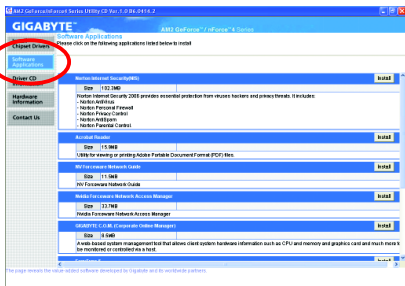 AM2 GeForce/nForce4 Series Utility CD Ver.1.0 B6.0414.2
GIGABYTE™
AM2 GeForce™ / nForce™4 Series
Chipset Drivers
Software Applications
Driver CD
Hardware Information
Contact Us
Software Applications
Please click on the following applications listed below to install
Norton Internet Security(NIS)
Install
Size 102.3MB
Norton Internet Security 2005 provides essential protection from viruses hackers and privacy threats. It includes:
- Norton AntiVirus
- Norton Personal Firewall
- Norton Privacy Control
- Norton AntiSpam
- Norton Parental Control.
Acrobat Reader
Install
Size 15.9MB
Utility for viewing or printing Adobe Portable Document Format (PDF) files.
NV Forceware Network Guide
Install
Size 11.5MB
NV Forceware Network Guide
Nvidia Forceware Network Access Manager
Install
Size 33.7MB
Nvidia Forceware Network Access Manager
GIGABYTE C.O.M. (Corporate Online Manager)
Install
Size 8.6MB
A web-based system management tool that allows client system hardware information such as CPU and memory and graphics card and much more to
be monitored or controlled via a host.
Install
The page demos the value-added software developed by Gigabyte and its worldwide partners.